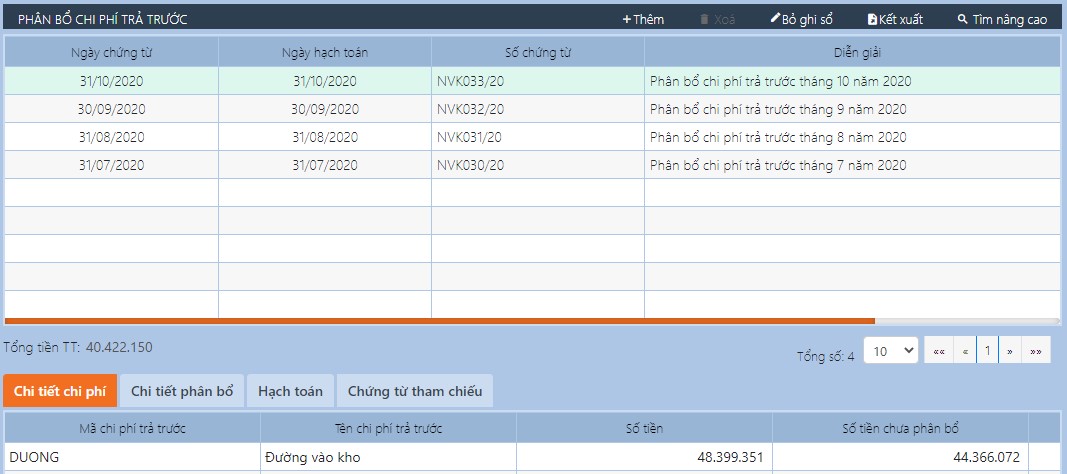 PHÂN BỔ CHI PHÍ TRẢ TRƯỚC +Thêm Xoá Bỏ ghi sổ Kết xuất Tìm nâng cao
Ngày chứng từ Ngày hạch toán Số chứng từ Diễn giải
31/10/2020 31/10/2020 NVK033/20 Phân bổ chi phí trả trước tháng 10 năm 2020
30/09/2020 30/09/2020 NVK032/20 Phân bổ chi phí trả trước tháng 9 năm 2020
31/08/2020 31/08/2020 NVK031/20 Phân bổ chi phí trả trước tháng 8 năm 2020
31/07/2020 31/07/2020 NVK030/20 Phân bổ chi phí trả trước tháng 7 năm 2020
Tổng tiền TT: 40.422.150
Tổng số: 4 10 «« « 1 » »»
Chi tiết chi phí Chi tiết phân bổ Hạch toán Chứng từ tham chiếu
Mã chi phí trả trước Tên chi phí trả trước Số tiền Số tiền chưa phân bổ
DUONG Đường vào kho 48.399.351 44.366.072